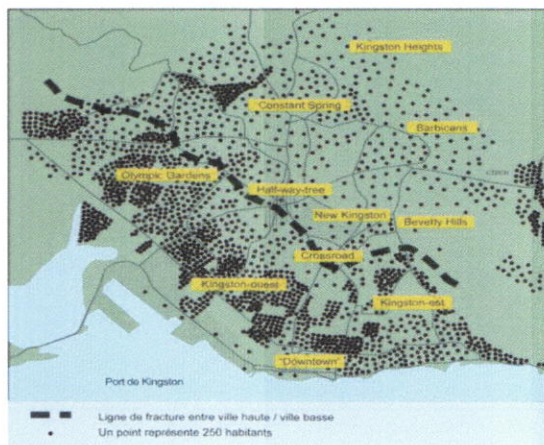 Kingston Heights
Constant Spring
Barbicans
Olympic Gardens
Half-way-tree
New Kingston
Beverly Hills
Crossroad
Kingston-ouest
Kingston-est
"Downtown"
Port de Kingston
Ligne de fracture entre ville haute / ville basse
Un point représente 250 habitants